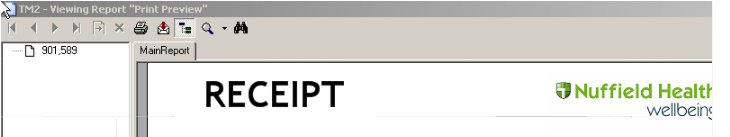 TM2 - Viewing Report "Print Preview"
901,589
MainReport
RECEIPT
Nuffield Health
wellbeing